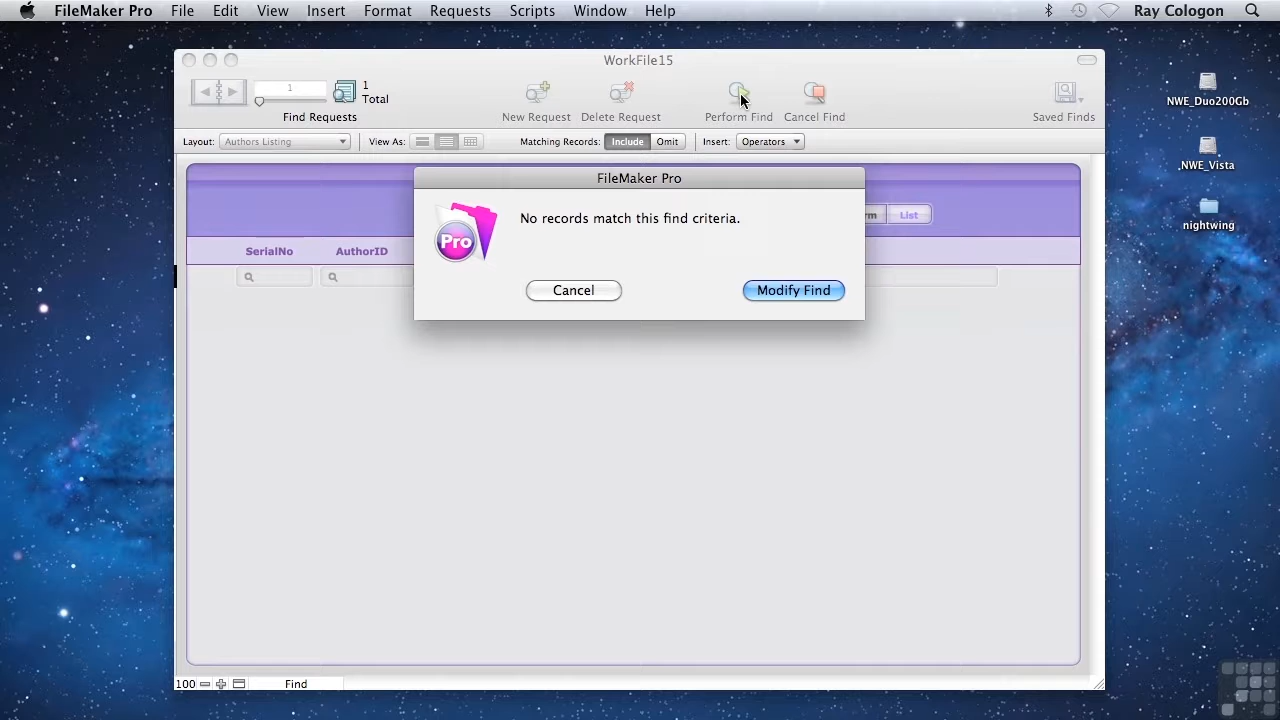 FileMaker Pro File Edit View Insert Format Requests Scripts Window Help Ray Cologon
WorkFile15
1
1
Total
Find Requests
New Request Delete Request Perform Find Cancel Find Saved Finds
Layout: Authors Listing View As: Matching Records: Include Omit Insert: Operators
FileMaker Pro
No records match this find criteria.
Pro
Cancel Modify Find
rm List
SerialNo AuthorID
100 Find
NWE_Duo200Gb
NWE_Vista
nightwing